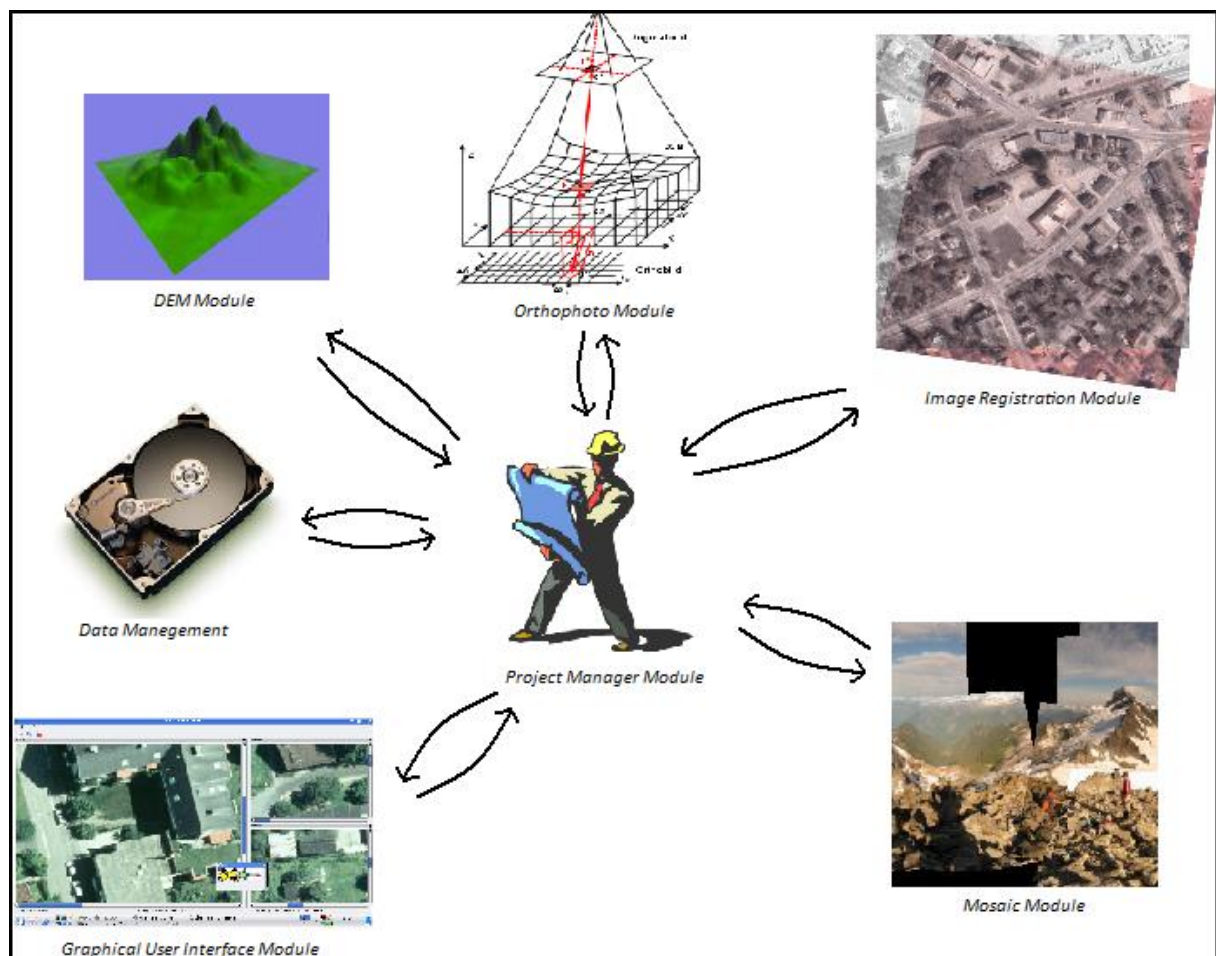 DEM Module
Orthophoto Module
Image Registration Module
Data Manegement
Project Manager Module
Mosaic Module
Graphical User Interface Module